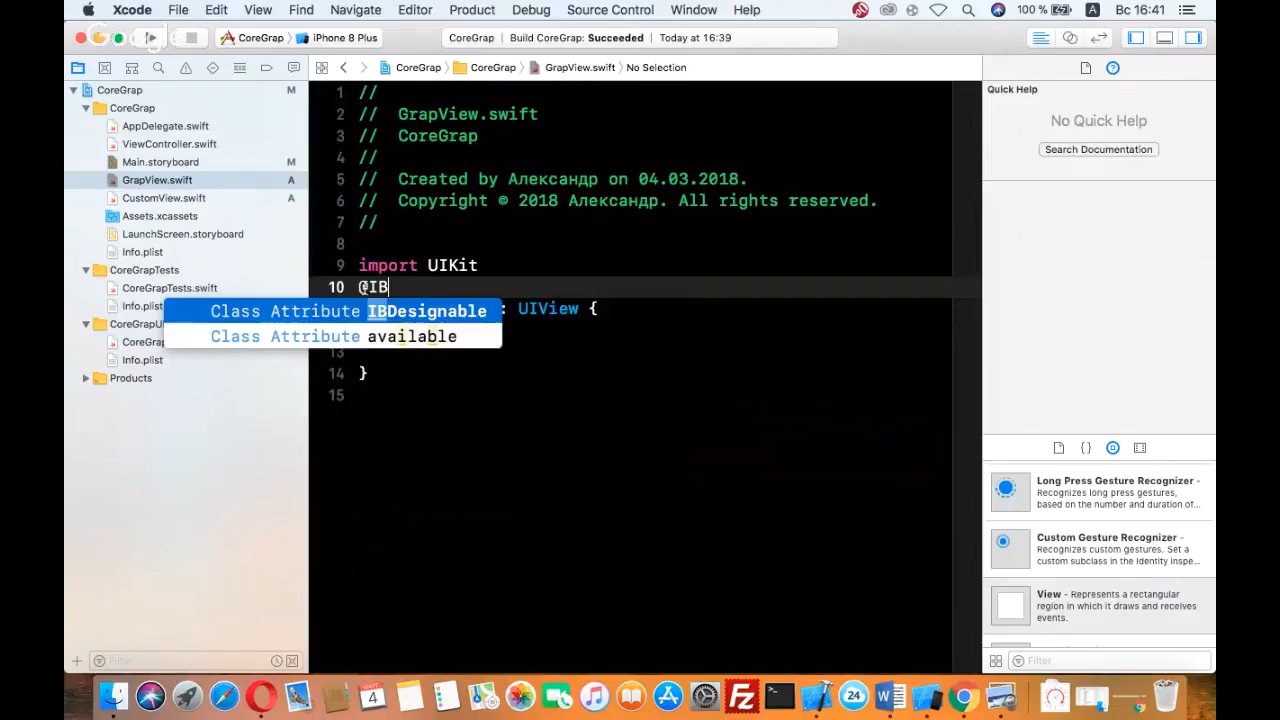 Xcode File Edit View Find Navigate Editor Product Debug Source Control Window Help 100 % A Вс 16:41
CoreGrap iPhone 8 Plus CoreGrap | Build CoreGrap: Succeeded | Today at 16:39
CoreGrap CoreGrap GrapView.swift No Selection
CoreGrap M
CoreGrap
AppDelegate.swift
ViewController.swift
Main.storyboard M
GrapView.swift A
CustomView.swift A
Assets.xcassets
LaunchScreen.storyboard
Info.plist
CoreGrapTests
CoreGrapTests.swift
Info.plist
CoreGrapU
CoreGrap
Info.plist
Products
Filter
1 //
2 // GrapView.swift
3 // CoreGrap
4 //
5 // Created by Александр on 04.03.2018.
6 // Copyright © 2018 Александр. All rights reserved.
7 //
8
9 import UIKit
10 @IB
: UIView {
Class Attribute IBDesignable
Class Attribute available
13
14 }
15
Quick Help
No Quick Help
Search Documentation
Long Press Gesture Recognizer -
Recognizes long press gestures,
based on the number and duration of...
Custom Gesture Recognizer -
Recognizes custom gestures. Set a
custom subclass in the identity inspe...
View - Represents a rectangular
region in which it draws and receives
events.
Filter
МАРТ
4
24